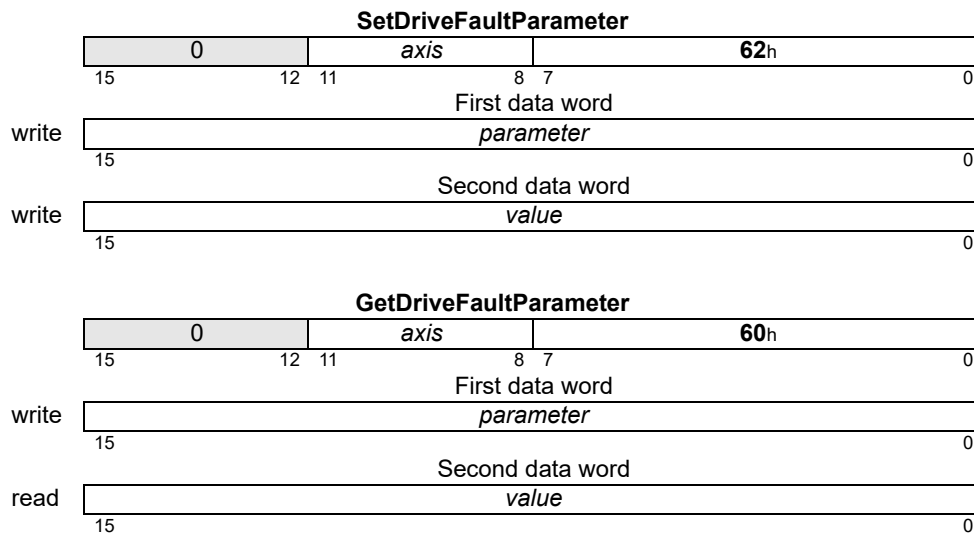 SetDriveFaultParameter
0 axis 62h
15 12 11 8 7 0
First data word
write parameter
15 0
Second data word
write value
15 0
GetDriveFaultParameter
0 axis 60h
15 12 11 8 7 0
First data word
write parameter
15 0
Second data word
read value
15 0